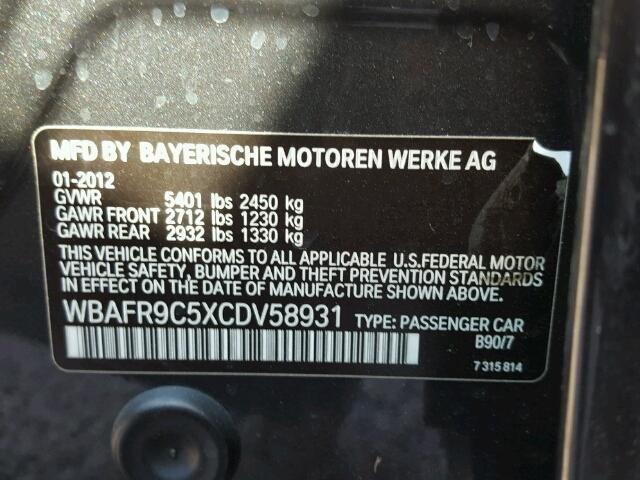 MFD BY BAYERISCHE MOTOREN WERKE AG
01-2012
GVWR 5401 lbs 2450 kg
GAWR FRONT 2712 lbs 1230 kg
GAWR REAR 2932 lbs 1330 kg
THIS VEHICLE CONFORMS TO ALL APPLICABLE U.S.FEDERAL MOTOR
VEHICLE SAFETY, BUMPER AND THEFT PREVENTION STANDARDS
IN EFFECT ON THE DATE OF MANUFACTURE SHOWN ABOVE.
WBAFR9C5XCDV58931 TYPE: PASSENGER CAR
B90/7
7315814